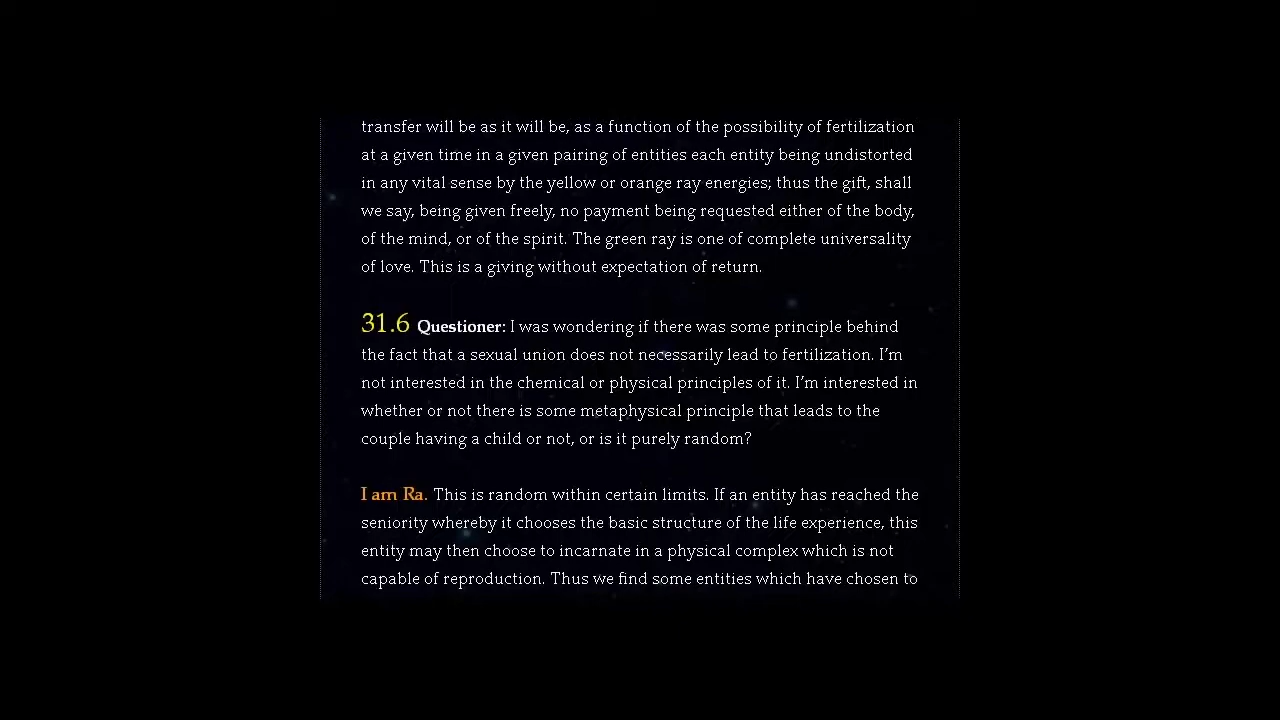 transfer will be as it will be, as a function of the possibility of fertilization
at a given time in a given pairing of entities each entity being undistorted
in any vital sense by the yellow or orange ray energies; thus the gift, shall
we say, being given freely, no payment being requested either of the body,
of the mind, or of the spirit. The green ray is one of complete universality
of love. This is a giving without expectation of return.
31.6 Questioner: I was wondering if there was some principle behind
the fact that a sexual union does not necessarily lead to fertilization. I’m
not interested in the chemical or physical principles of it. I’m interested in
whether or not there is some metaphysical principle that leads to the
couple having a child or not, or is it purely random?
I am Ra. This is random within certain limits. If an entity has reached the
seniority whereby it chooses the basic structure of the life experience, this
entity may then choose to incarnate in a physical complex which is not
capable of reproduction. Thus we find some entities which have chosen to